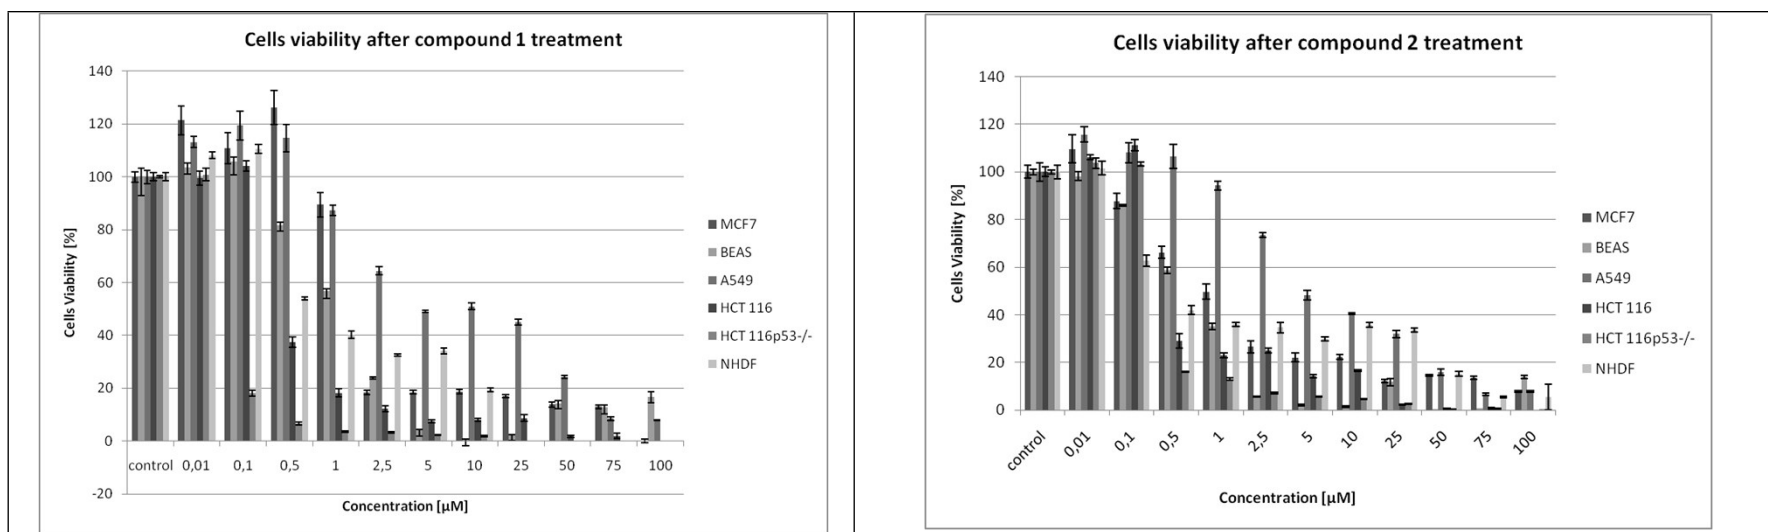 Cells viability after compound 1 treatment
Cells Viability [%]
140
120
100
80
60
40
20
0
-20
control 0,01 0,1 0,5 1 2,5 5 10 25 50 75 100
Concentration [µM]
MCF7
BEAS
A549
HCT 116
HCT 116p53-/-
NHDF
Cells viability after compound 2 treatment
Cells Viability [%]
140
120
100
80
60
40
20
0
control 0,01 0,1 0,5 1 2,5 5 10 25 50 75 100
Concentration [µM]
MCF7
BEAS
A549
HCT 116
HCT 116p53-/-
NHDF